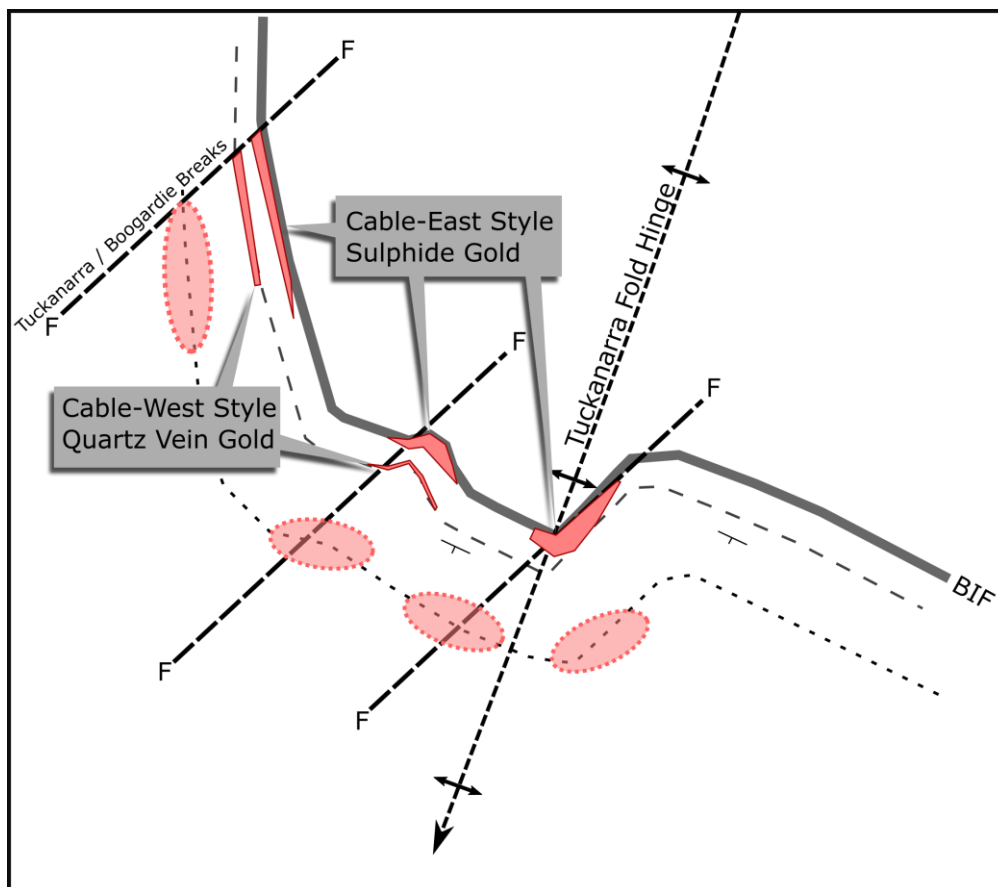 F
Tuckanarra / Boogardie Breaks
F
Cable-East Style
Sulphide Gold
Tuckanarra Fold Hinge
F
F
Cable-West Style
Quartz Vein Gold
BIF
F
F